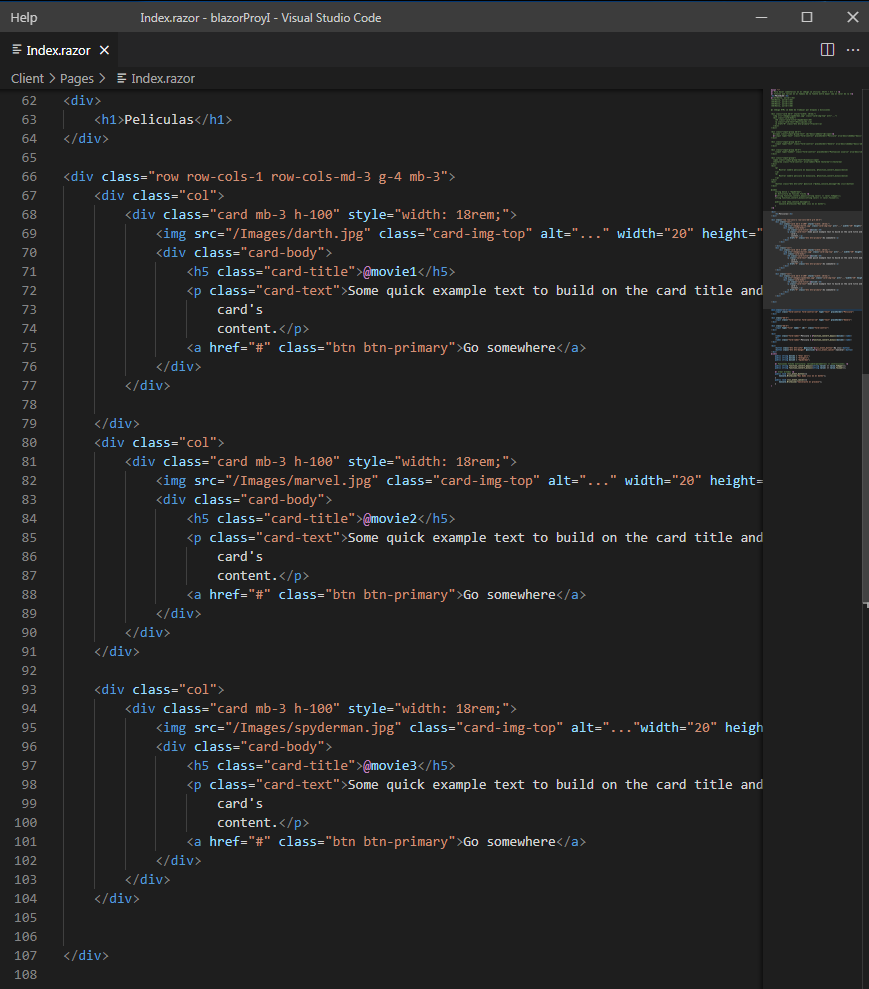 Help Index.razor - blazorProyI - Visual Studio Code
Index.razor
Client > Pages > Index.razor
62 <div>
63 <h1>Peliculas</h1>
64 </div>
65
66 <div class="row row-cols-1 row-cols-md-3 g-4 mb-3">
67 <div class="col">
68 <div class="card mb-3 h-100" style="width: 18rem;">
69 <img src="/Images/darth.jpg" class="card-img-top" alt="..." width="20" height="
70 <div class="card-body">
71 <h5 class="card-title">@movie1</h5>
72 <p class="card-text">Some quick example text to build on the card title and
73 card's
74 content.</p>
75 <a href="#" class="btn btn-primary">Go somewhere</a>
76 </div>
77 </div>
78
79 </div>
80 <div class="col">
81 <div class="card mb-3 h-100" style="width: 18rem;">
82 <img src="/Images/marvel.jpg" class="card-img-top" alt="..." width="20" height=
83 <div class="card-body">
84 <h5 class="card-title">@movie2</h5>
85 <p class="card-text">Some quick example text to build on the card title and
86 card's
87 content.</p>
88 <a href="#" class="btn btn-primary">Go somewhere</a>
89 </div>
90 </div>
91 </div>
92
93 <div class="col">
94 <div class="card mb-3 h-100" style="width: 18rem;">
95 <img src="/Images/spyderman.jpg" class="card-img-top" alt="..."width="20" heigh
96 <div class="card-body">
97 <h5 class="card-title">@movie3</h5>
98 <p class="card-text">Some quick example text to build on the card title and
99 card's
100 content.</p>
101 <a href="#" class="btn btn-primary">Go somewhere</a>
102 </div>
103 </div>
104 </div>
105
106
107 </div>
108